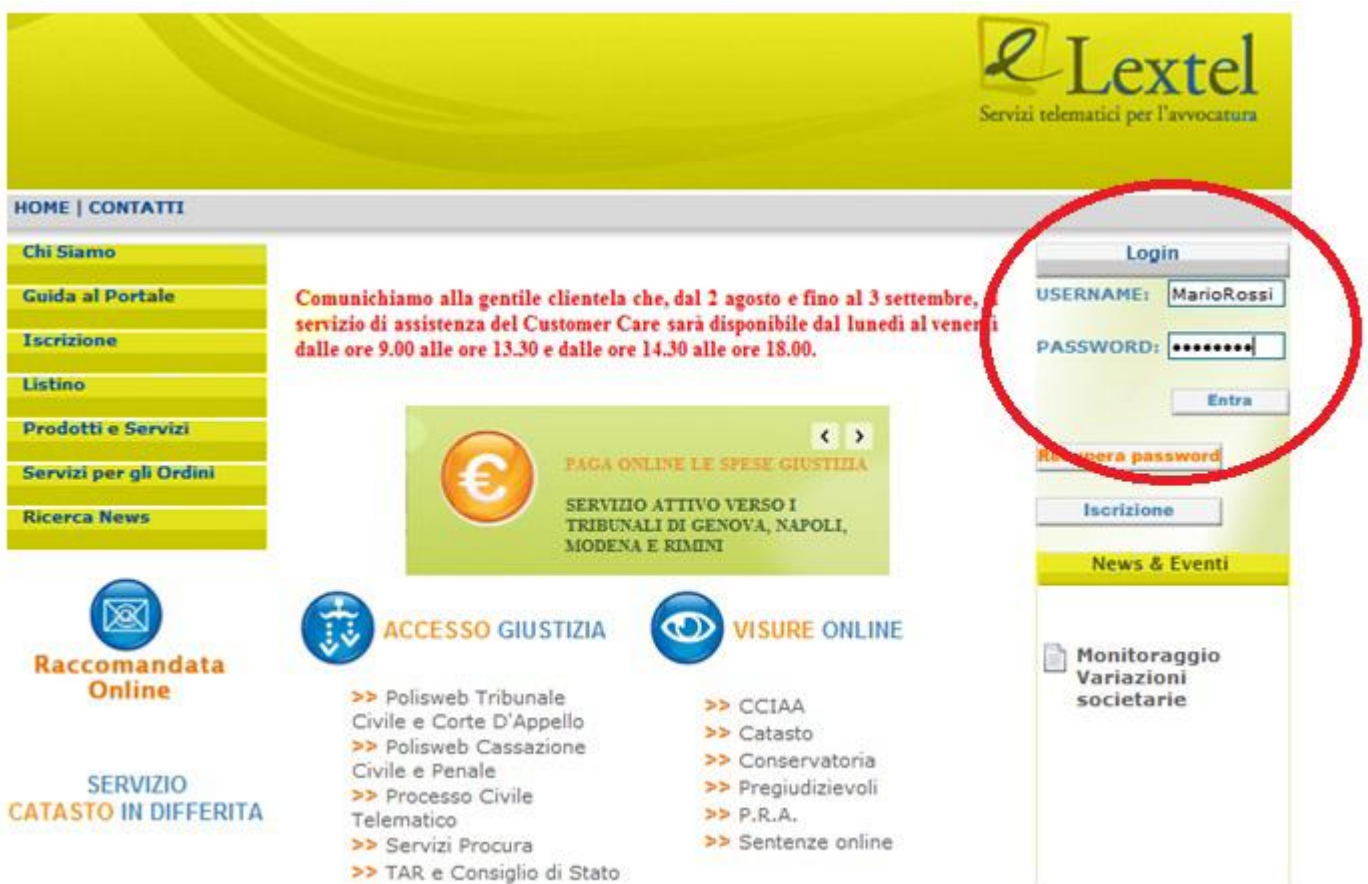 Lextel
Servizi telematici per l'avvocatura
HOME | CONTATTI
Chi Siamo
Guida al Portale
Iscrizione
Listino
Prodotti e Servizi
Servizi per gli Ordini
Ricerca News
Raccomandata
Online
SERVIZIO
CATASTO IN DIFFERITA
Comunichiamo alla gentile clientela che, dal 2 agosto e fino al 3 settembre,
servizio di assistenza del Customer Care sarà disponibile dal lunedì al venerdì
dalle ore 9.00 alle ore 13.30 e dalle ore 14.30 alle ore 18.00.
PAGA ONLINE LE SPESE GIUSTIZIA
SERVIZIO ATTIVO VERSO I
TRIBUNALI DI GENOVA, NAPOLI,
MODENA E RIMINI
ACCESSO GIUSTIZIA
>> Polisweb Tribunale
Civile e Corte D'Appello
>> Polisweb Cassazione
Civile e Penale
>> Processo Civile
Telematico
>> Servizi Procura
>> TAR e Consiglio di Stato
VISURE ONLINE
>> CCIAA
>> Catasto
>> Conservatoria
>> Pregiudizievoli
>> P.R.A.
>> Sentenze online
Login
USERNAME: MarioRossi
PASSWORD: ••••••••
Entra
Recupera password
Iscrizione
News & Eventi
Monitoraggio
Variazioni
societarie